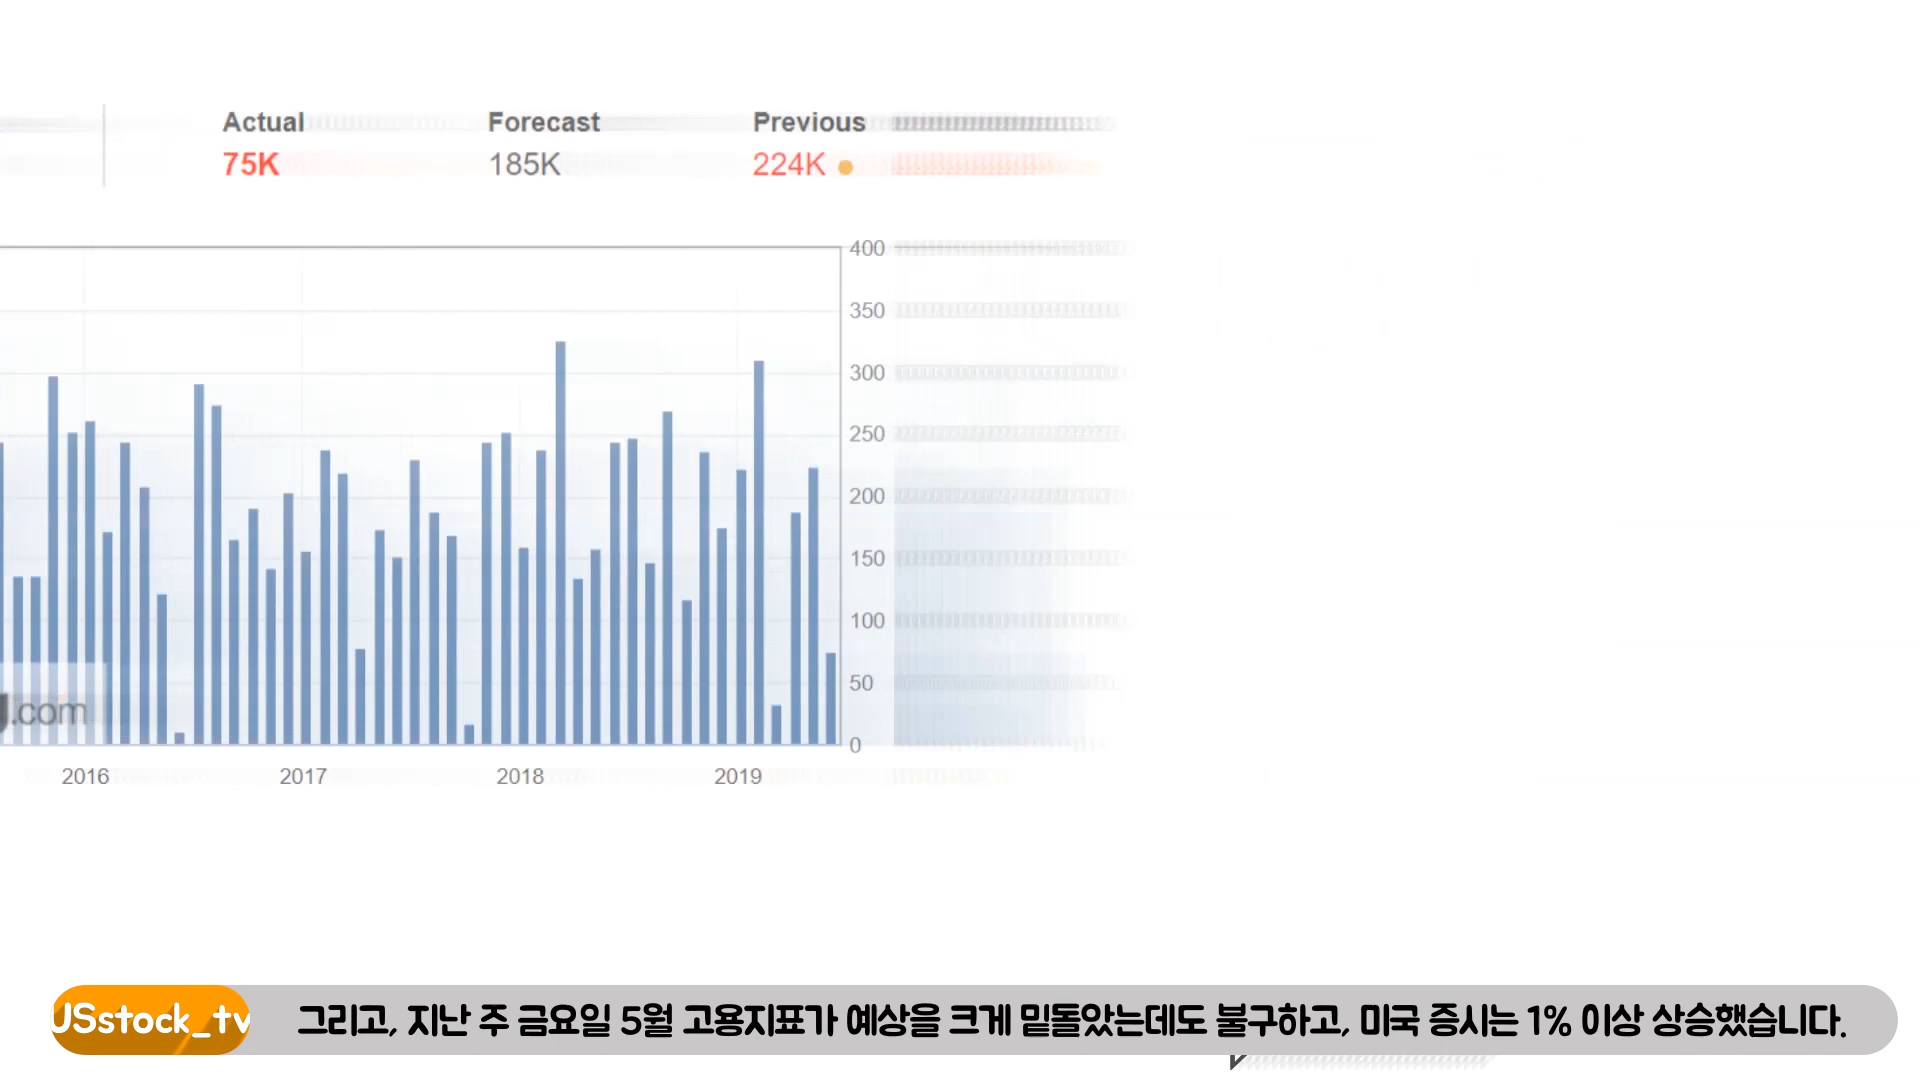 Actual Forecast Previous
75K 185K 224K
400
350
300
250
200
150
100
50
0
.com
2016 2017 2018 2019
USstock_tv
그리고, 지난 주 금요일 5월 고용지표가 예상을 크게 밑돌았는데도 불구하고, 미국 증시는 1% 이상 상승했습니다.